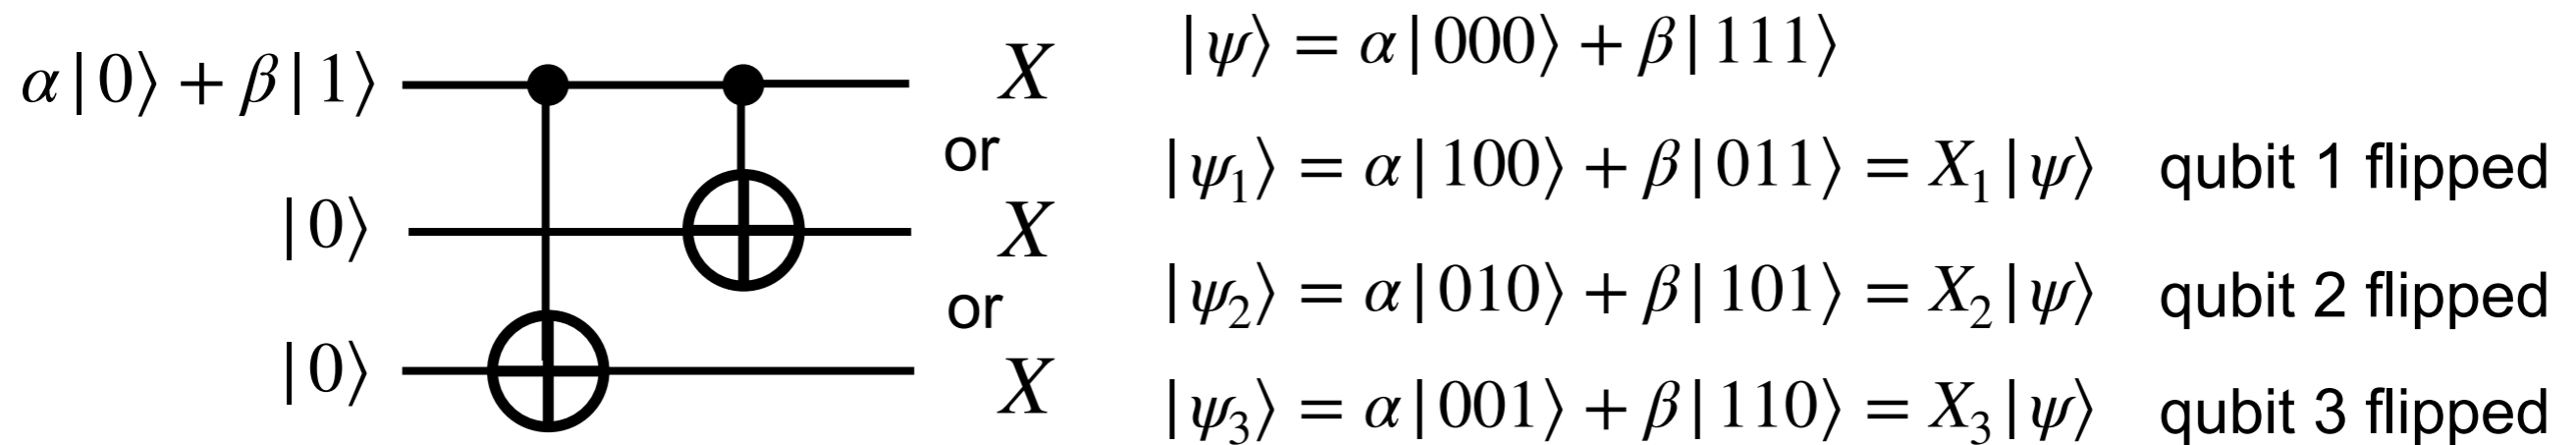 α|0⟩ + β|1⟩
|0⟩
|0⟩
X
or
X
or
X
|ψ⟩ = α|000⟩ + β|111⟩
|ψ₁⟩ = α|100⟩ + β|011⟩ = X₁|ψ⟩ qubit 1 flipped
|ψ₂⟩ = α|010⟩ + β|101⟩ = X₂|ψ⟩ qubit 2 flipped
|ψ₃⟩ = α|001⟩ + β|110⟩ = X₃|ψ⟩ qubit 3 flipped